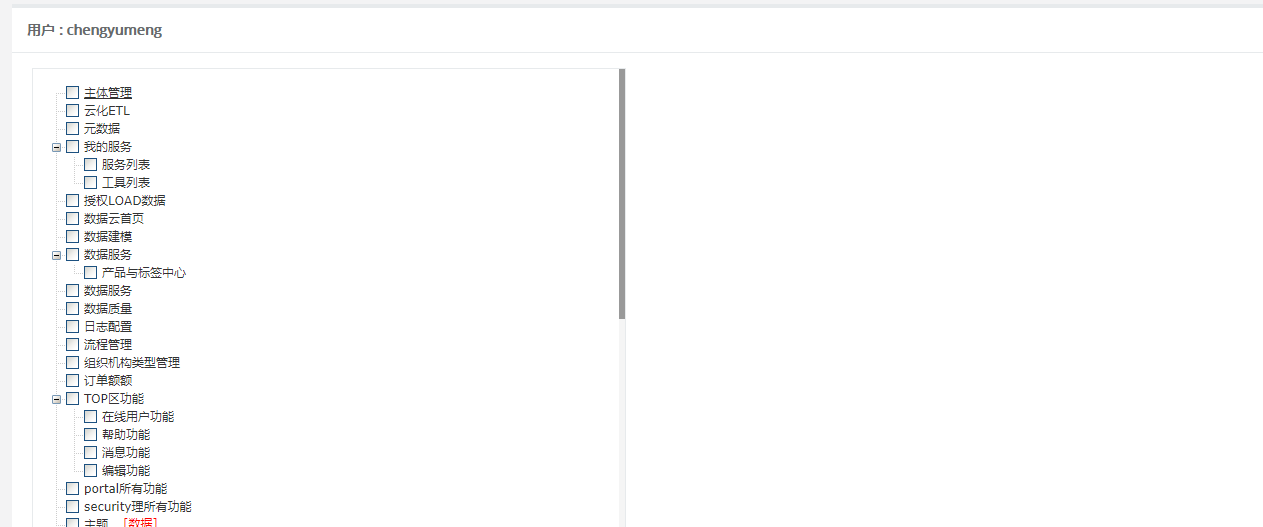 用户 : chengyumeng
主体管理
云化ETL
元数据
我的服务
服务列表
工具列表
授权LOAD数据
数据云首页
数据建模
数据服务
产品与标签中心
数据服务
数据质量
日志配置
流程管理
组织机构类型管理
订单额额
TOP区功能
在线用户功能
帮助功能
消息功能
编辑功能
portal所有功能
security理所有功能
主题 [数据]